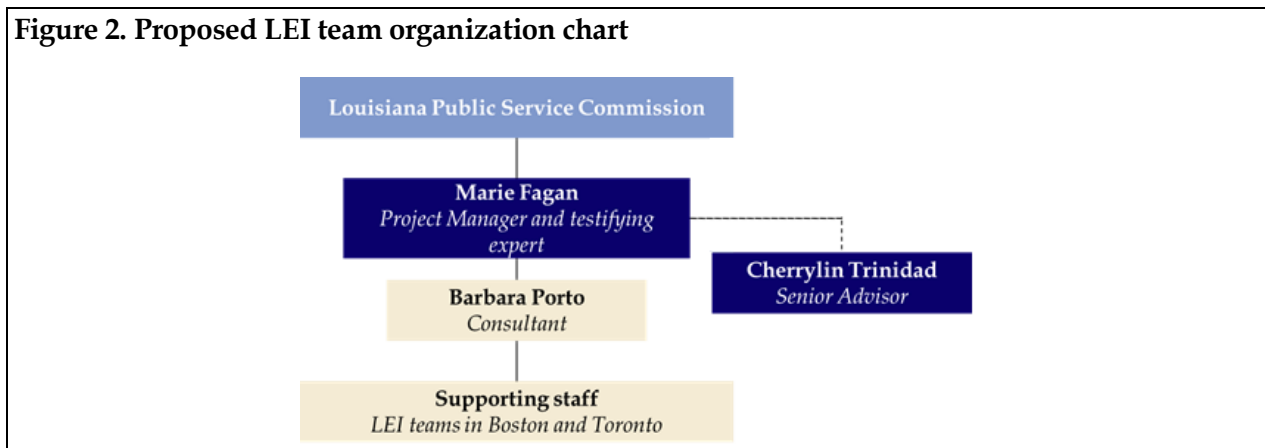 Figure 2. Proposed LEI team organization chart
Louisiana Public Service Commission
Marie Fagan
Project Manager and testifying
expert
Cherrylin Trinidad
Senior Advisor
Barbara Porto
Consultant
Supporting staff
LEI teams in Boston and Toronto